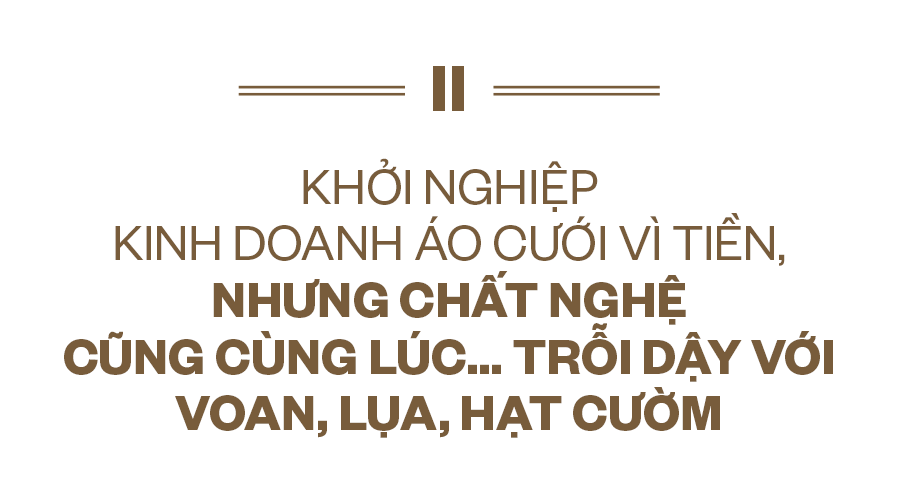 II
KHỞI NGHIỆP
KINH DOANH ÁO CƯỚI VÌ TIỀN,
NHƯNG CHẤT NGHỆ
CŨNG CÙNG LÚC... TRỖI DẬY VỚI
VOAN, LỤA, HẠT CƯỜM